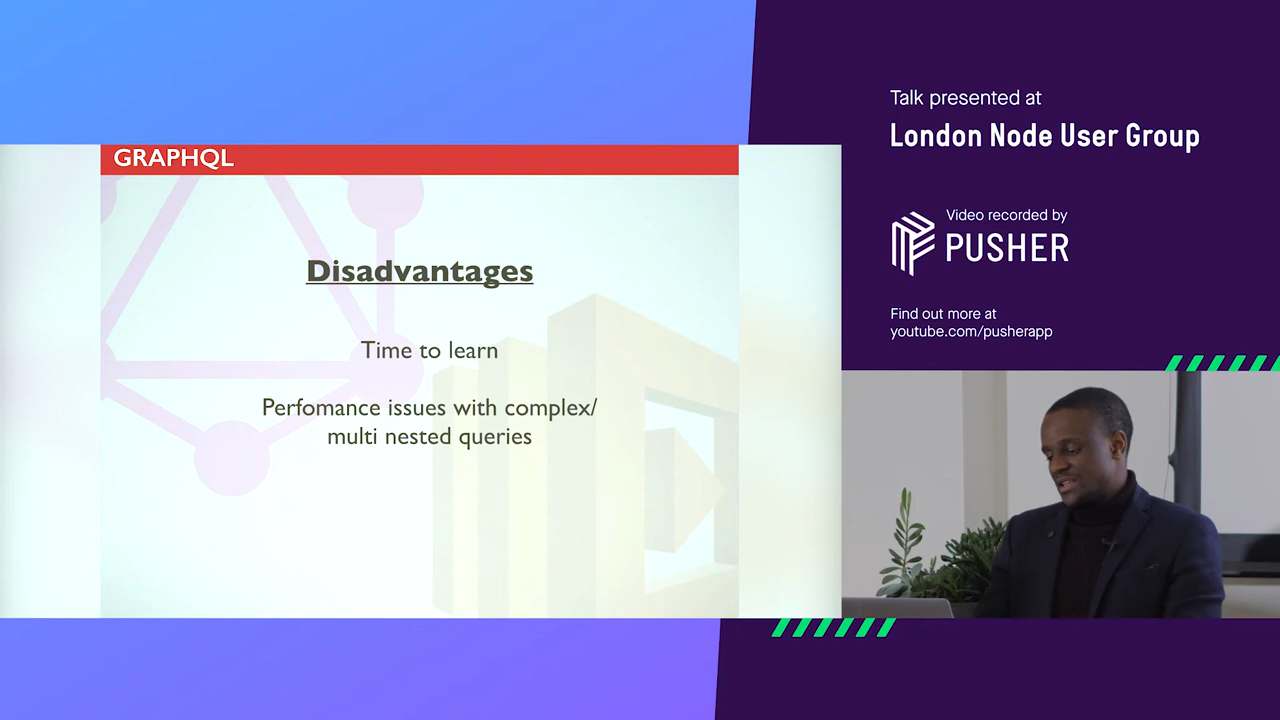 GRAPHQL
Disadvantages
Time to learn
Perfomance issues with complex/
multi nested queries
Talk presented at
London Node User Group
Video recorded by
PUSHER
Find out more at
youtube.com/pusherapp